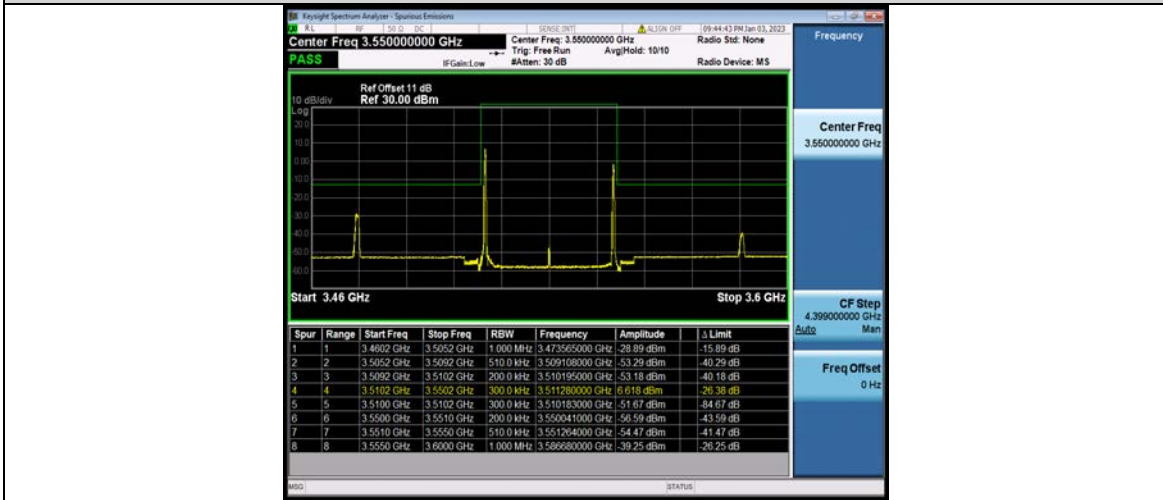 Keysight Spectrum Analyzer - Spurious Emissions
RL RF 50 Ω DC SENSE:INT ALIGN OFF 09:44:43 PM Jan 03, 2023
Center Freq 3.550000000 GHz Center Freq: 3.550000000 GHz Radio Std: None
Trig: Free Run Avg|Hold: 10/10
PASS IFGain:Low #Atten: 30 dB Radio Device: MS
Frequency
Ref Offset 11 dB
10 dB/div Ref 30.00 dBm
Log
20.0
10.0
0.00
-10.0
-20.0
-30.0
-40.0
-50.0
-60.0
Start 3.46 GHz Stop 3.6 GHz
Center Freq
3.550000000 GHz
CF Step
4.399000000 GHz
Auto Man
Freq Offset
0 Hz
Spur Range Start Freq Stop Freq RBW Frequency Amplitude Δ Limit
1 1 3.4602 GHz 3.5052 GHz 1.000 MHz 3.473565000 GHz -28.89 dBm -15.89 dB
2 2 3.5052 GHz 3.5092 GHz 510.0 kHz 3.509108000 GHz -53.29 dBm -40.29 dB
3 3 3.5092 GHz 3.5102 GHz 200.0 kHz 3.510195000 GHz -53.18 dBm -40.18 dB
4 4 3.5102 GHz 3.5502 GHz 300.0 kHz 3.511280000 GHz 6.618 dBm -26.38 dB
5 5 3.5100 GHz 3.5102 GHz 300.0 kHz 3.510183000 GHz -51.67 dBm -84.67 dB
6 6 3.5500 GHz 3.5510 GHz 200.0 kHz 3.550041000 GHz -56.59 dBm -43.59 dB
7 7 3.5510 GHz 3.5550 GHz 510.0 kHz 3.551264000 GHz -54.47 dBm -41.47 dB
8 8 3.5550 GHz 3.6000 GHz 1.000 MHz 3.586680000 GHz -39.25 dBm -26.25 dB
MSG STATUS